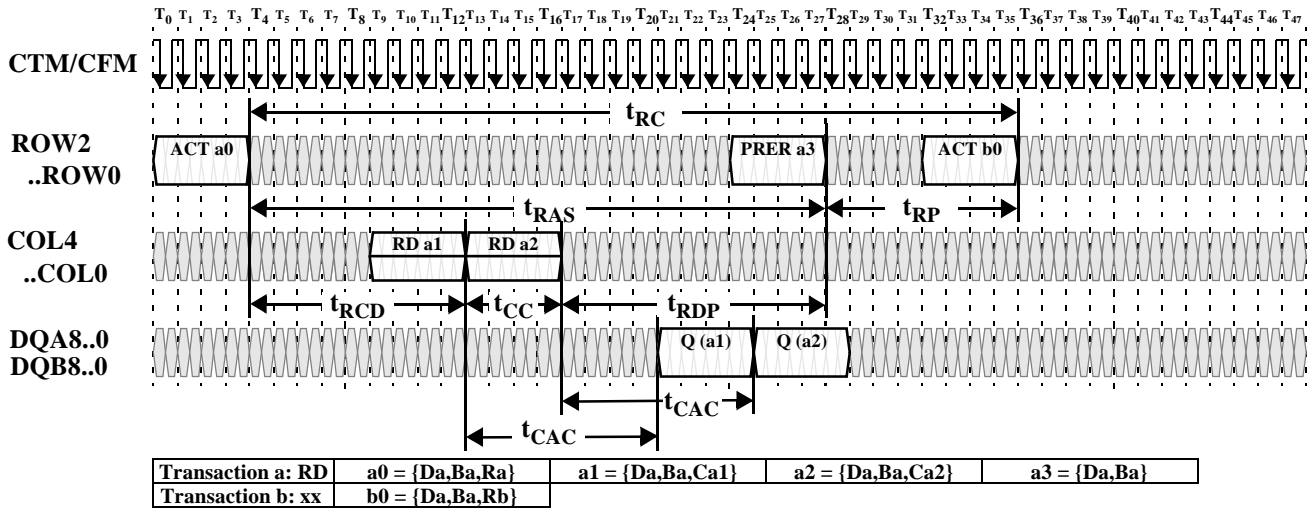 T0 T1 T2 T3 T4 T5 T6 T7 T8 T9 T10 T11 T12 T13 T14 T15 T16 T17 T18 T19 T20 T21 T22 T23 T24 T25 T26 T27 T28 T29 T30 T31 T32 T33 T34 T35 T36 T37 T38 T39 T40 T41 T42 T43 T44 T45 T46 T47
CTM/CFM
tRC
ROW2
..ROW0
ACT a0 PRER a3 ACT b0
tRAS tRP
COL4
..COL0
RD a1 RD a2
tRCD tCC tRDP
DQA8..0
DQB8..0
Q (a1) Q (a2)
tCAC
tCAC
Transaction a: RD a0 = {Da,Ba,Ra} a1 = {Da,Ba,Ca1} a2 = {Da,Ba,Ca2} a3 = {Da,Ba}
Transaction b: xx b0 = {Da,Ba,Rb}